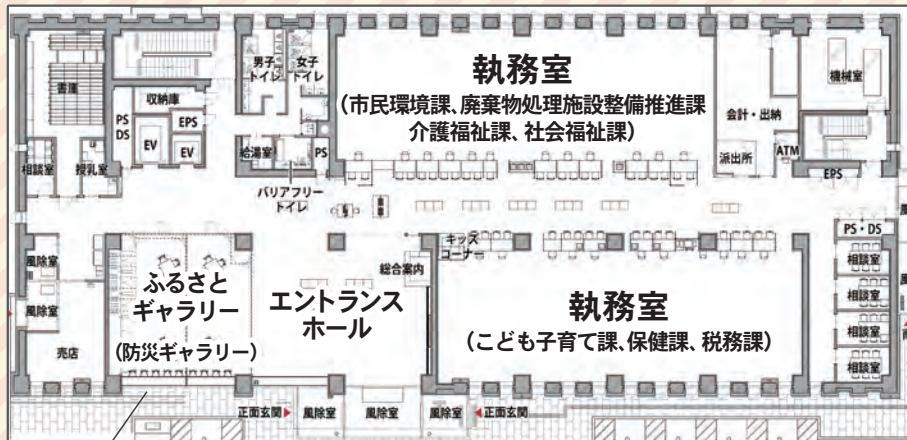 書庫
収納庫
PS
DS
EPS
EV
EV
相談室
授乳室
男子
トイレ
女子
トイレ
給湯室
PS
バリアフリー
トイレ
執務室
(市民環境課、廃棄物処理施設整備推進課
介護福祉課、社会福祉課)
会計・出納
派出所
ATM
機械室
EPS
PS・DS
相談室
相談室
相談室
相談室
風除室
風除室
売店
ふるさと
ギャラリー
(防災ギャラリー)
エントランス
ホール
総合案内
キッズ
コーナー
執務室
(こども子育て課、保健課、税務課)
正面玄関
風除室
風除室
風除室
正面玄関